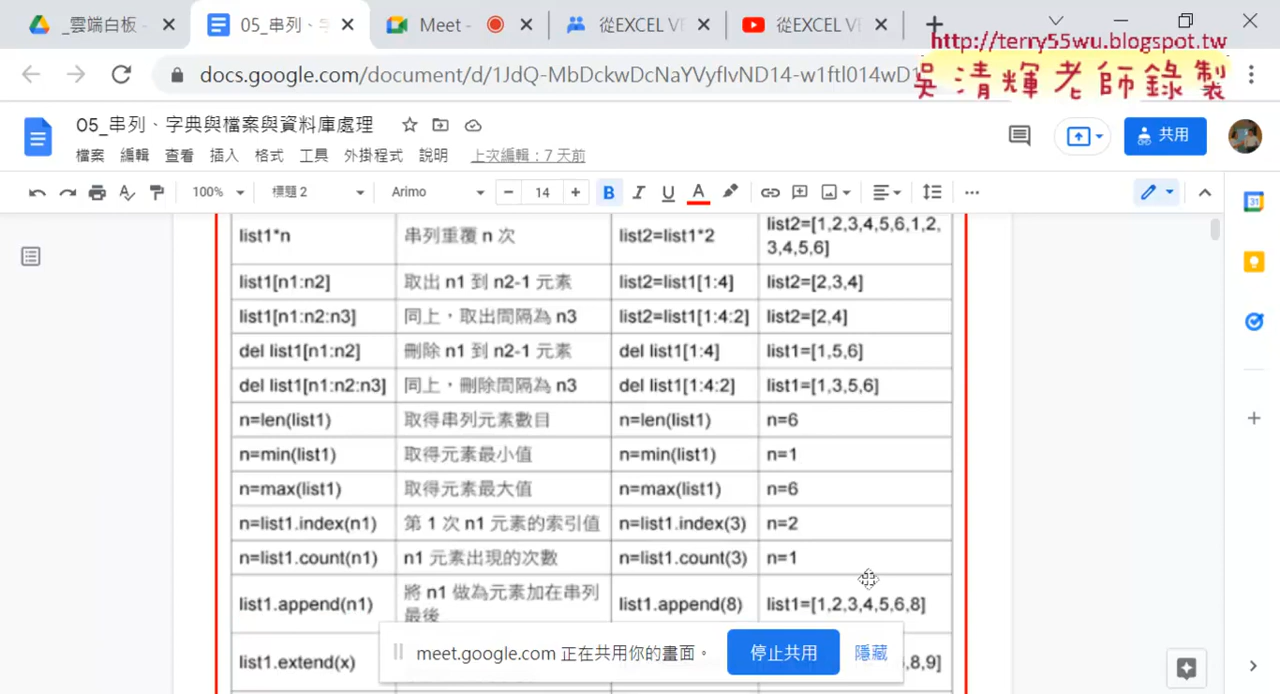 _雲端白板 -
05_串列、字
Meet -
從EXCEL V
從EXCEL VI
http://terry55wu.blogspot.tw
docs.google.com/document/d/1JdQ-MbDckwDcNaYVyfIvND14-w1ftl014wD1
吳清輝老師錄製
05_串列、字典與檔案與資料庫處理
共用
檔案 編輯 查看 插入 格式 工具 外掛程式 說明 上次編輯：7 天前
100% 標題 2 Arimo − 14 + B I U A
31
list1*n 串列重覆 n 次 list2=list1*2 list2=[1,2,3,4,5,6,1,2,
3,4,5,6]
list1[n1:n2] 取出 n1 到 n2-1 元素 list2=list1[1:4] list2=[2,3,4]
list1[n1:n2:n3] 同上，取出間隔為 n3 list2=list1[1:4:2] list2=[2,4]
del list1[n1:n2] 刪除 n1 到 n2-1 元素 del list1[1:4] list1=[1,5,6]
del list1[n1:n2:n3] 同上，刪除間隔為 n3 del list1[1:4:2] list1=[1,3,5,6]
n=len(list1) 取得串列元素數目 n=len(list1) n=6
n=min(list1) 取得元素最小值 n=min(list1) n=1
n=max(list1) 取得元素最大值 n=max(list1) n=6
n=list1.index(n1) 第 1 次 n1 元素的索引值 n=list1.index(3) n=2
n=list1.count(n1) n1 元素出現的次數 n=list1.count(3) n=1
list1.append(n1) 將 n1 做為元素加在串列 list1.append(8) list1=[1,2,3,4,5,6,8]
最後
list1.extend(x) ,8,9]
meet.google.com 正在共用你的畫面。 停止共用 隱藏